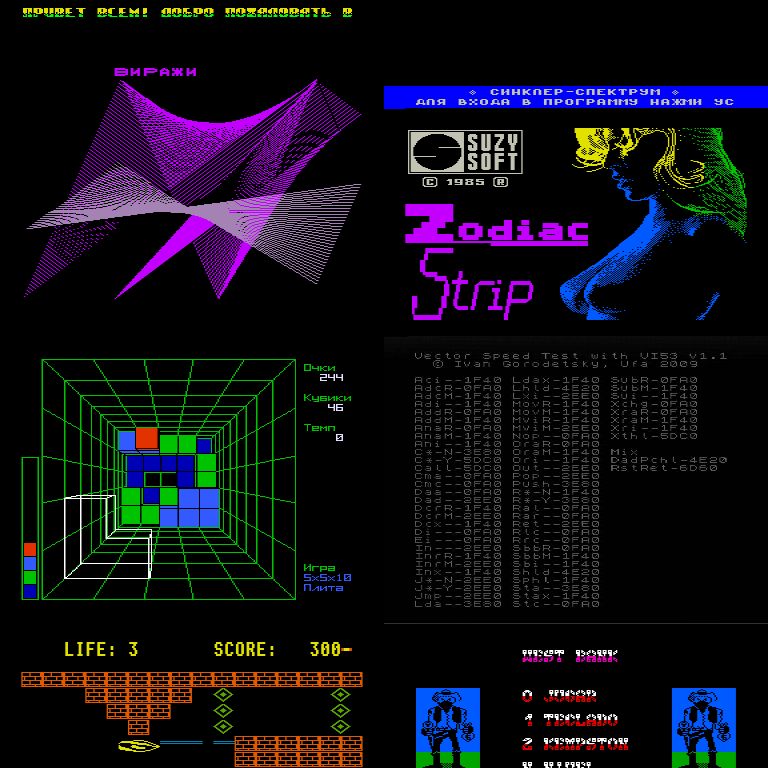 ПРИВЕТ ВСЕМ! ДОБРО ПОЖАЛОВАТЬ В
ВИРАЖИ
◆ СИНКЛЕР-СПЕКТРУМ ◆
ДЛЯ ВХОДА В ПРОГРАММУ НАЖМИ УС
SUZY
SOFT
© 1985 ®
Zodiac
Strip
Очки
244
Кубики
46
Темп
0
Игра
5x5x10
Плита
Vector Speed Test with VI53 v1.1
© Ivan Gorodetsky, Ufa 2009
Aci--1F40 Ldax-1F40 SubR-0FA0
AdcR-0FA0 Lhld-4E20 SubM-1F40
AdcM-1F40 Lxi--2EE0 Sui--1F40
Adi--1F40 MovR-1F40 Xchg-0FA0
AddR-0FA0 MovM-1F40 XraR-0FA0
AddM-1F40 MviR-1F40 XraM-1F40
AnaR-0FA0 MviM-2EE0 Xri--1F40
AnaM-1F40 Nop--0FA0 Xthl-5DC0
Ani--1F40 OraR-0FA0
C*-N-3E80 OraM-1F40 Mix
C*-Y-5DC0 Ori--1F40 DadPchl-4E20
Call-5DC0 Out--2EE0 RstRet-6D60
Cma--0FA0 Pop--2EE0
Cmc--0FA0 Push-3E80
Daa--0FA0 R*-N-1F40
Dad--2EE0 R*-Y-3E80
DcrR-1F40 Ral--0FA0
DcrM-2EE0 Rar--0FA0
Dcx--1F40 Ret--2EE0
Di---0FA0 Rlc--0FA0
Ei---0FA0 Rrc--0FA0
In---2EE0 SbbR-0FA0
InrR-1F40 SbbM-1F40
InrM-2EE0 Sbi--1F40
Inx--1F40 Shld-4E20
J*-N-2EE0 Sphl-1F40
J*-Y-2EE0 Sta--3E80
Jmp--2EE0 Stax-1F40
Lda--3E80 Stc--0FA0
LIFE: 3 SCORE: 300
0
1
2